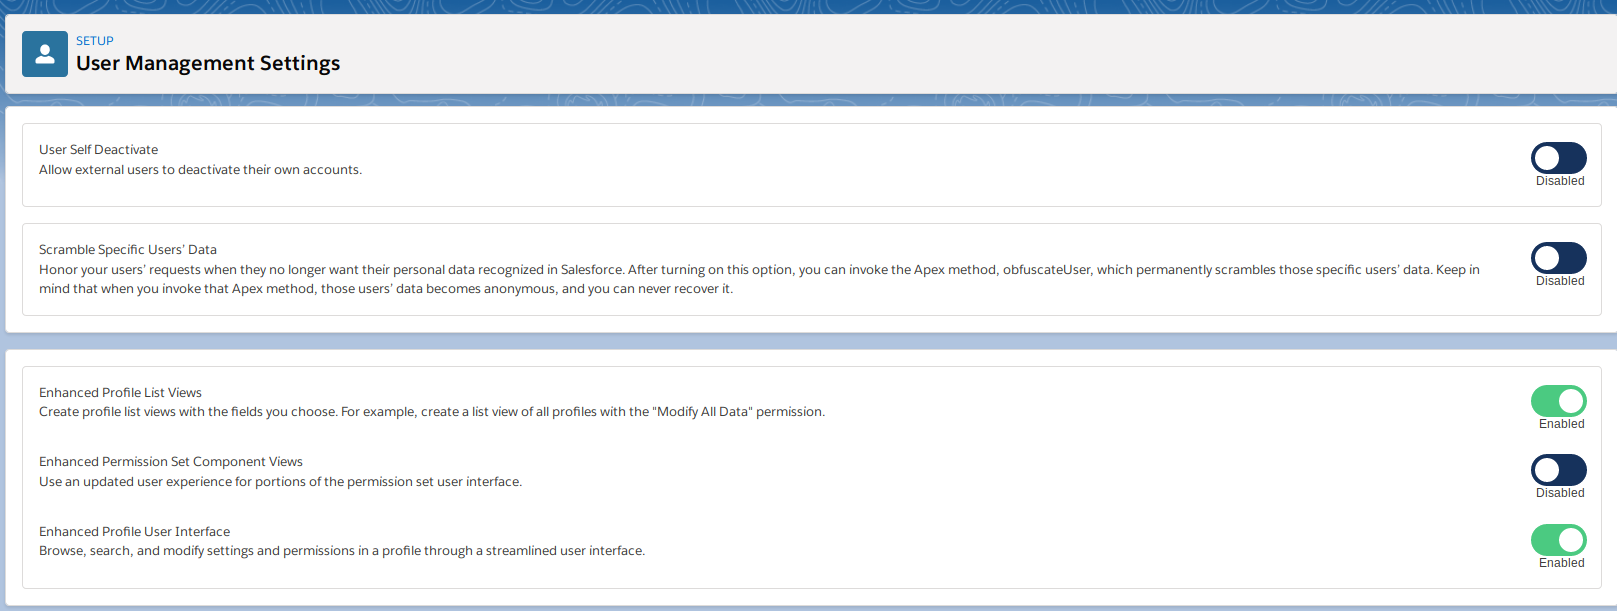 SETUP
User Management Settings
User Self Deactivate
Allow external users to deactivate their own accounts.
Disabled
Scramble Specific Users' Data
Honor your users' requests when they no longer want their personal data recognized in Salesforce. After turning on this option, you can invoke the Apex method, obfuscateUser, which permanently scrambles those specific users' data. Keep in
mind that when you invoke that Apex method, those users' data becomes anonymous, and you can never recover it.
Disabled
Enhanced Profile List Views
Create profile list views with the fields you choose. For example, create a list view of all profiles with the "Modify All Data" permission.
Enabled
Enhanced Permission Set Component Views
Use an updated user experience for portions of the permission set user interface.
Disabled
Enhanced Profile User Interface
Browse, search, and modify settings and permissions in a profile through a streamlined user interface.
Enabled